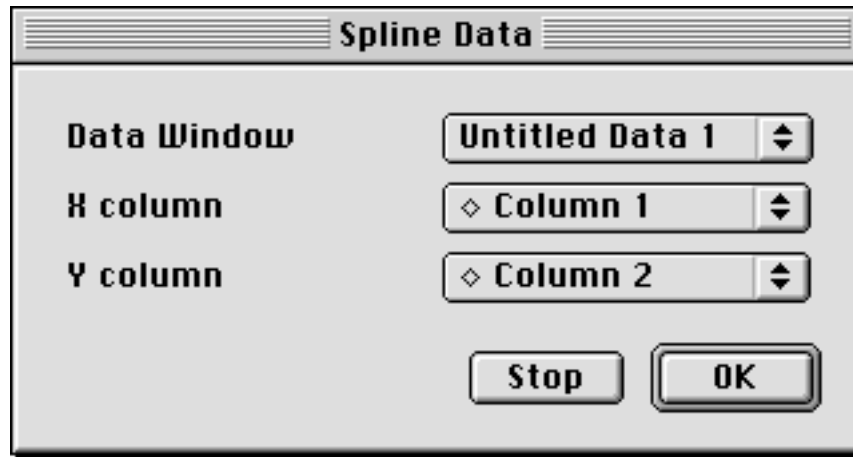 Spline Data
Data Window Untitled Data 1
X column ◇ Column 1
Y column ◇ Column 2
Stop OK